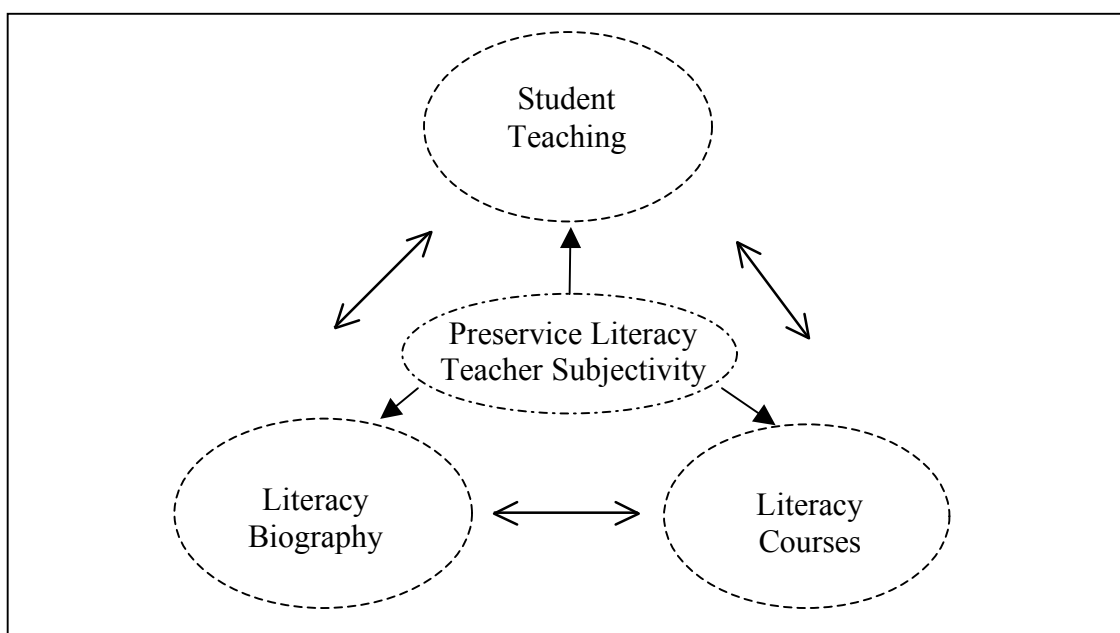 Student
Teaching
Preservice Literacy
Teacher Subjectivity
Literacy
Biography
Literacy
Courses